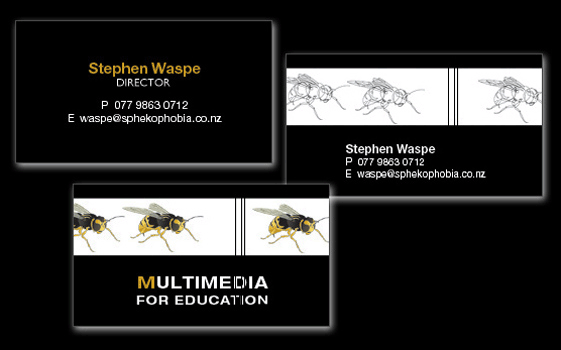 Stephen Waspe
DIRECTOR
P 077 9863 0712
E waspe@sphekophobia.co.nz
Stephen Waspe
P 077 9863 0712
E waspe@sphekophobia.co.nz
MULTIMEDIA
FOR EDUCATION